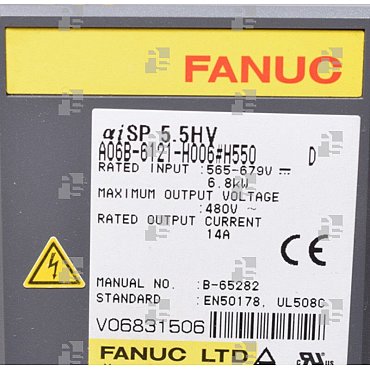 FANUC
αiSP 5.5HV
A06B-6121-H006#H550 D
RATED INPUT :565-679V ⎓
6.8kW
MAXIMUM OUTPUT VOLTAGE
:480V ~
RATED OUTPUT CURRENT
14A
CE
MANUAL NO. :B-65282
STANDARD :EN50178, UL508C
V06831506
FANUC LTD